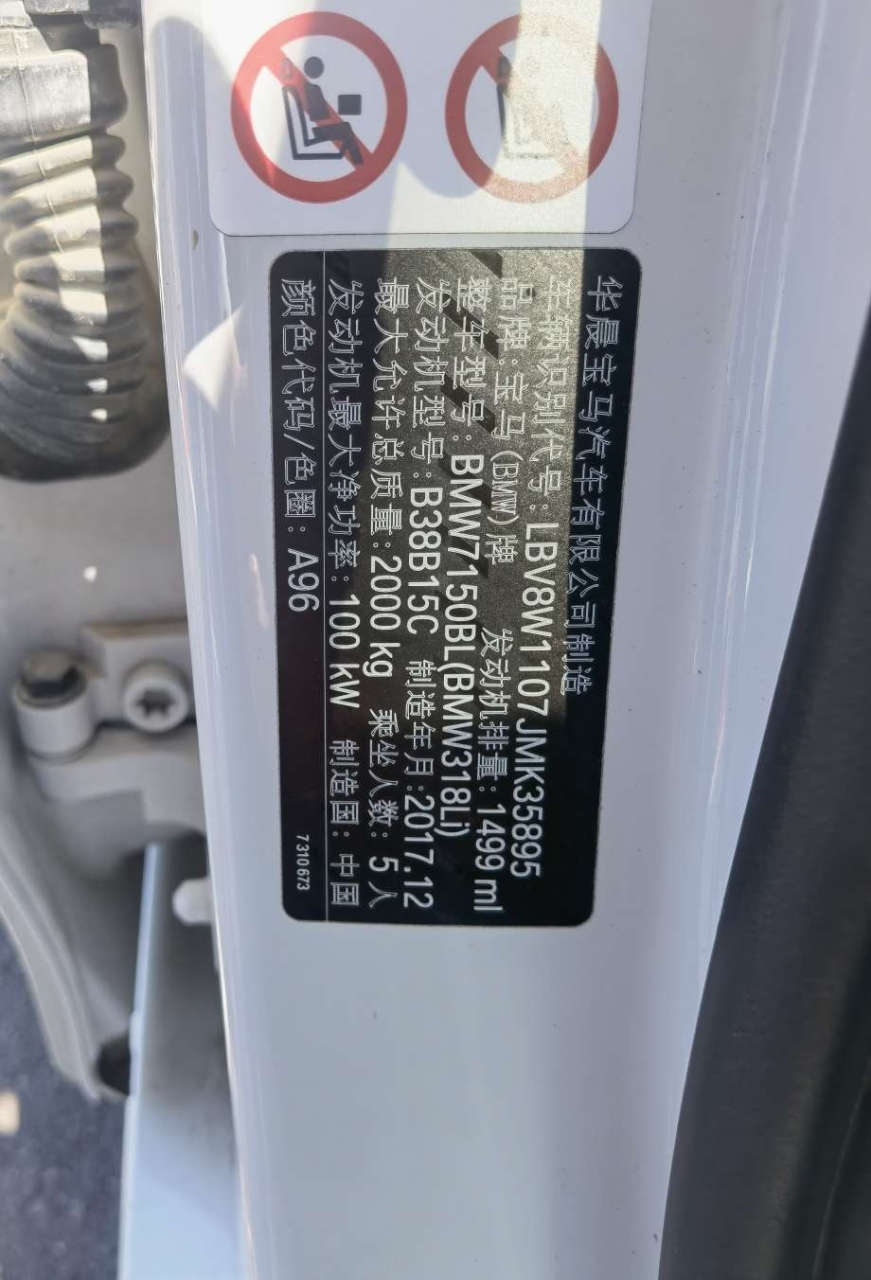 华晨宝马汽车有限公司制造
车辆识别代号：LBV8W1107JMK35895
品牌：宝马(BMW)牌 发动机排量：1499 ml
整车型号：BMW7150BL(BMW318Li)
发动机型号：B38B15C 制造年月：2017.12
最大允许总质量：2000 kg 乘坐人数：5人
发动机最大净功率：100 kW 制造国：中国
颜色代码/色圈：A96
7310673